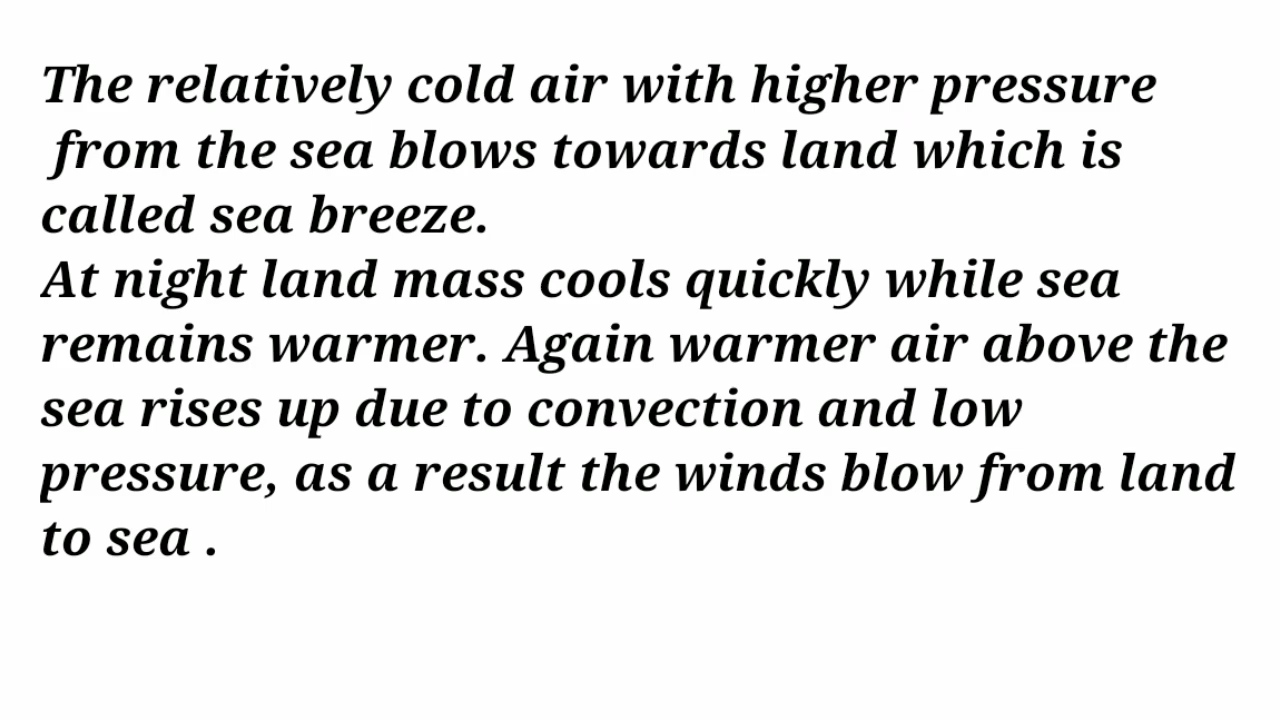 The relatively cold air with higher pressure
from the sea blows towards land which is
called sea breeze.
At night land mass cools quickly while sea
remains warmer. Again warmer air above the
sea rises up due to convection and low
pressure, as a result the winds blow from land
to sea .